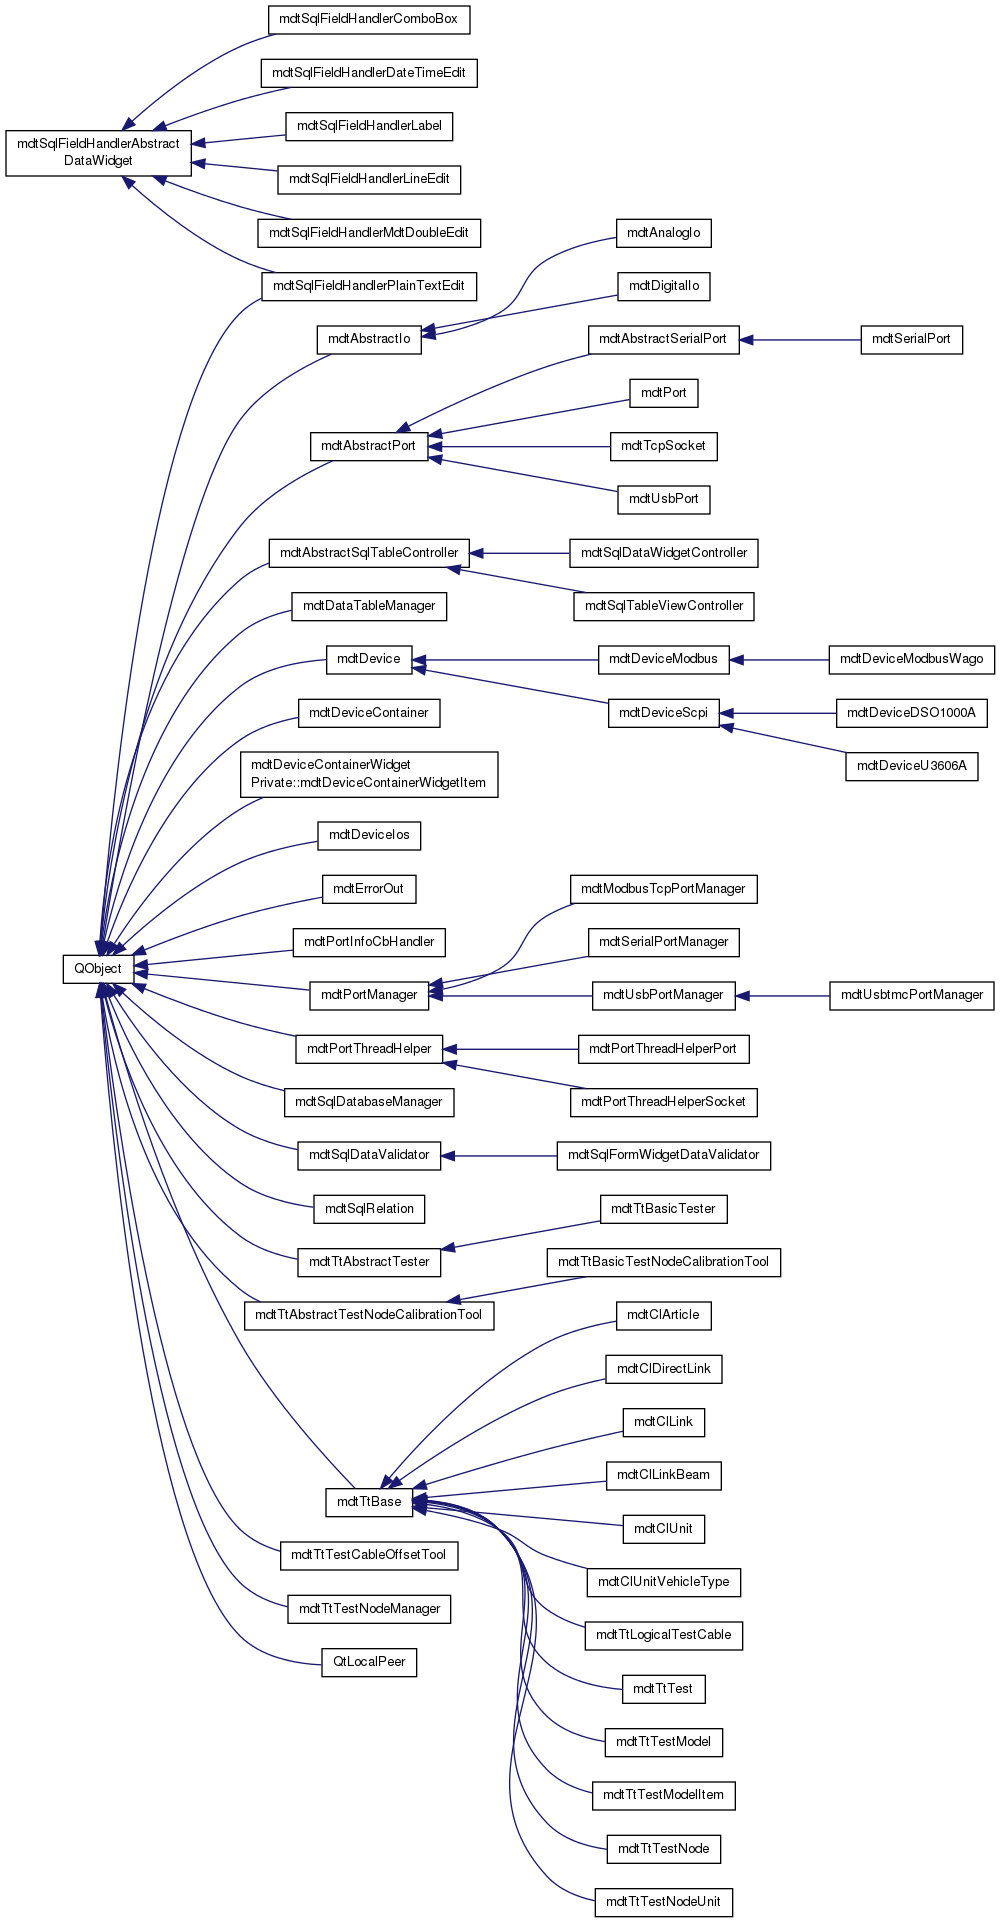 mdtSqlFieldHandlerComboBox
mdtSqlFieldHandlerDateTimeEdit
mdtSqlFieldHandlerLabel
mdtSqlFieldHandlerAbstract
DataWidget
mdtSqlFieldHandlerLineEdit
mdtSqlFieldHandlerMdtDoubleEdit
mdtSqlFieldHandlerPlainTextEdit
mdtAnalogIo
mdtDigitalIo
mdtAbstractIo
mdtAbstractSerialPort
mdtSerialPort
mdtPort
mdtAbstractPort
mdtTcpSocket
mdtUsbPort
mdtAbstractSqlTableController
mdtSqlDataWidgetController
mdtSqlTableViewController
mdtDataTableManager
mdtDevice
mdtDeviceModbus
mdtDeviceModbusWago
mdtDeviceContainer
mdtDeviceScpi
mdtDeviceDSO1000A
mdtDeviceU3606A
mdtDeviceContainerWidget
Private::mdtDeviceContainerWidgetItem
mdtDeviceIos
mdtErrorOut
mdtModbusTcpPortManager
mdtPortInfoCbHandler
mdtSerialPortManager
QObject
mdtPortManager
mdtUsbPortManager
mdtUsbtmcPortManager
mdtPortThreadHelper
mdtPortThreadHelperPort
mdtPortThreadHelperSocket
mdtSqlDatabaseManager
mdtSqlDataValidator
mdtSqlFormWidgetDataValidator
mdtSqlRelation
mdtTtBasicTester
mdtTtAbstractTester
mdtTtBasicTestNodeCalibrationTool
mdtTtAbstractTestNodeCalibrationTool
mdtClArticle
mdtClDirectLink
mdtClLink
mdtClLinkBeam
mdtTtBase
mdtClUnit
mdtTtTestCableOffsetTool
mdtClUnitVehicleType
mdtTtTestNodeManager
mdtTtLogicalTestCable
QtLocalPeer
mdtTtTest
mdtTtTestModel
mdtTtTestModelItem
mdtTtTestNode
mdtTtTestNodeUnit